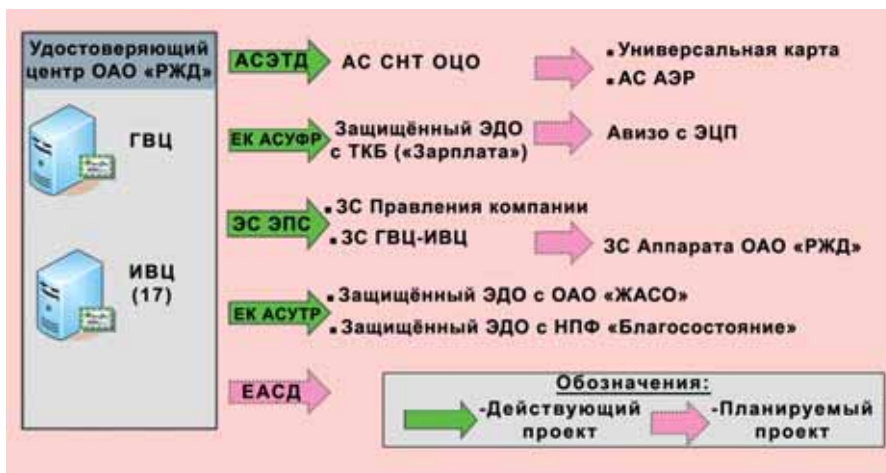 Удостоверяющий
центр ОАО «РЖД»
ГВЦ
ИВЦ
(17)
АСЭТД
АС СНТ ОЦО
▪Универсальная карта
▪АС АЭР
ЕК АСУФР
Защищённый ЭДО
с ТКБ («Зарплата»)
Авизо с ЭЦП
ЭС ЭПС
▪ЗС Правления компании
▪ЗС ГВЦ-ИВЦ
ЗС Аппарата ОАО «РЖД»
ЕК АСУТР
▪Защищённый ЭДО с ОАО «ЖАСО»
▪Защищённый ЭДО с НПФ «Благосостояние»
ЕАСД
Обозначения:
-Действующий
проект
-Планируемый
проект